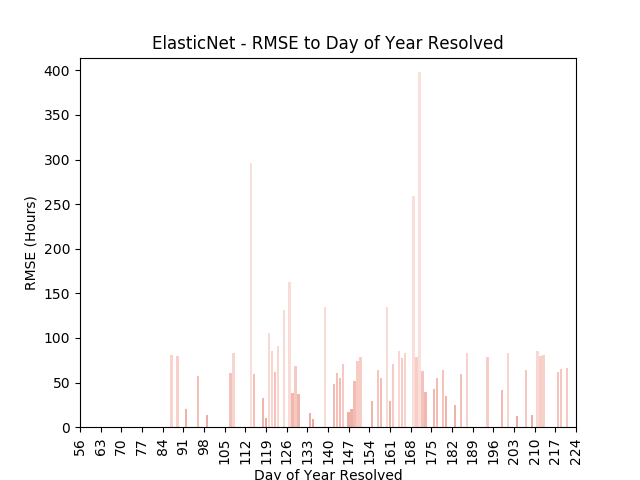 ElasticNet - RMSE to Day of Year Resolved
RMSE (Hours)
400
350
300
250
200
150
100
50
0
56 63 70 77 84 91 98 105 112 119 126 133 140 147 154 161 168 175 182 189 196 203 210 217 224
Day of Year Resolved